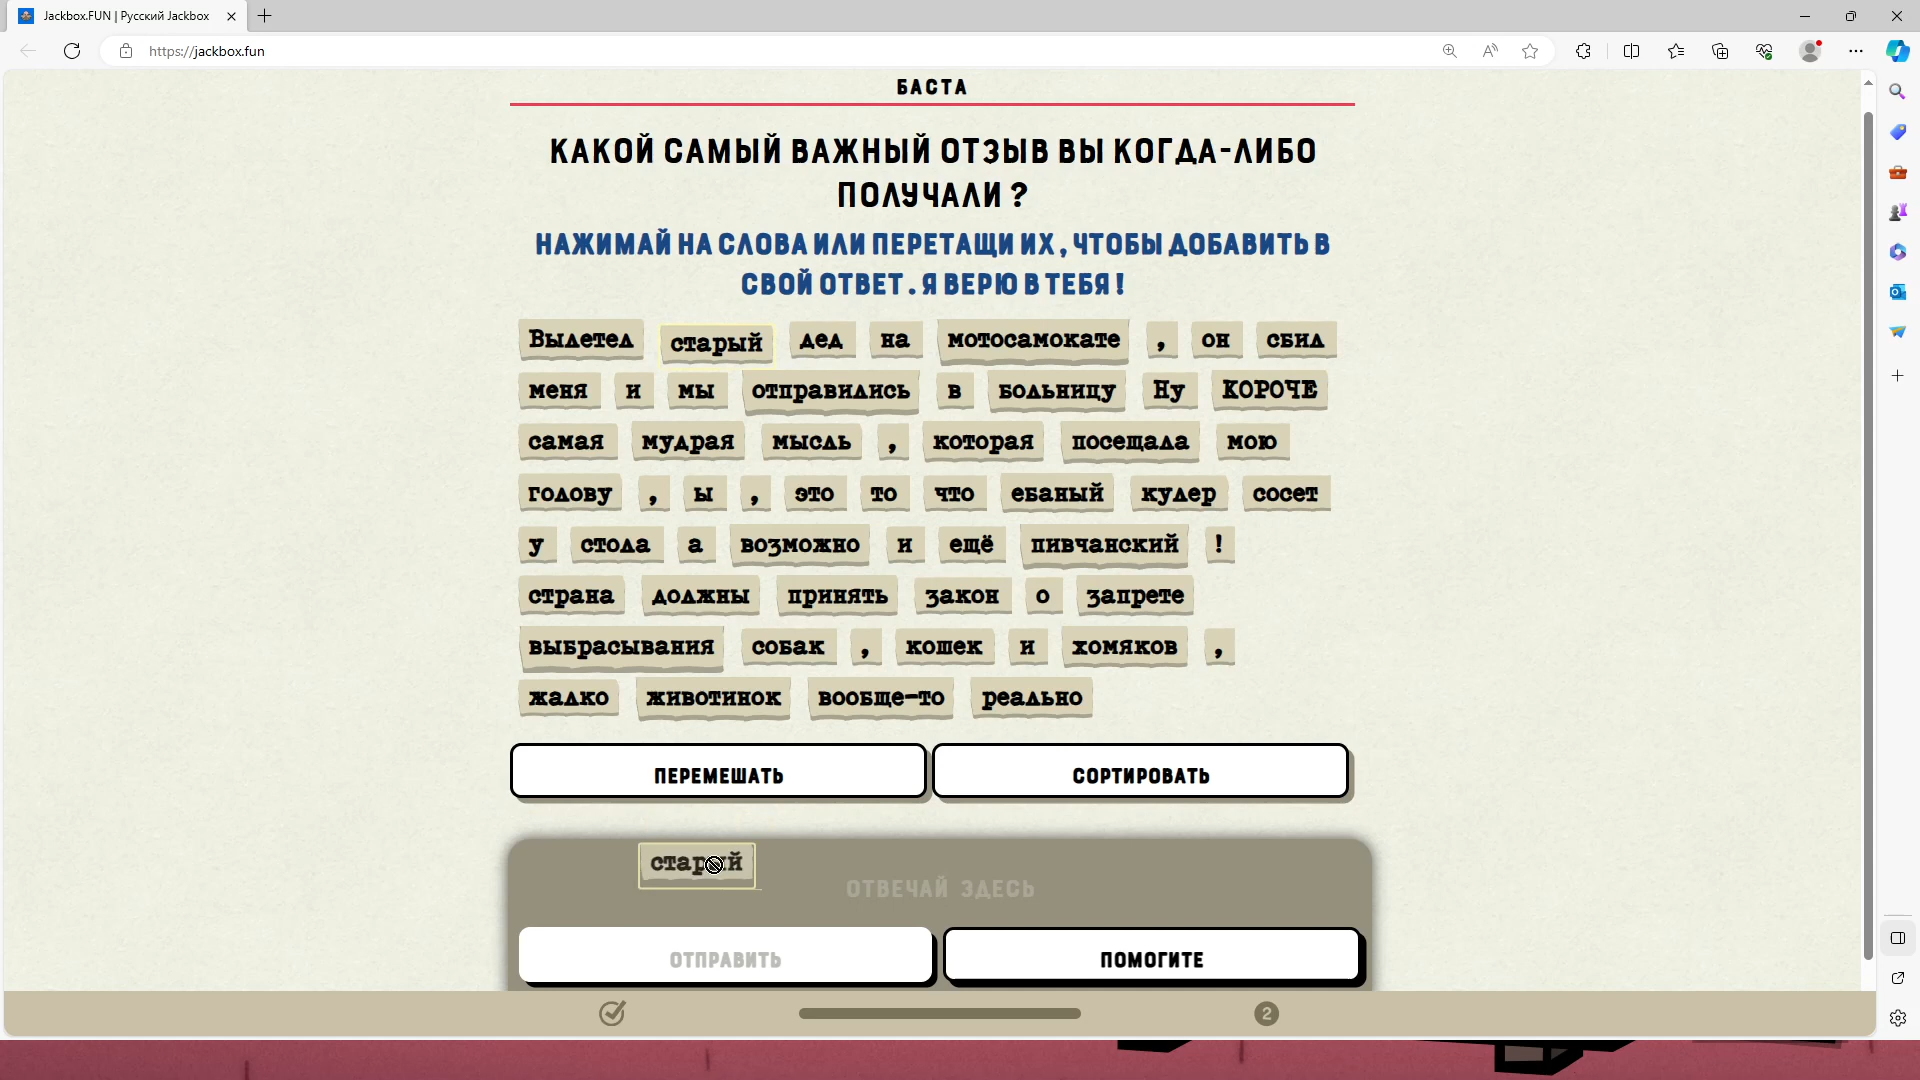 Jackbox.FUN | Русский Jackbox
https://jackbox.fun
БАСТА
КАКОЙ САМЫЙ ВАЖНЫЙ ОТЗЫВ ВЫ КОГДА-ЛИБО
ПОЛУЧАЛИ ?
НАЖИМАЙ НА СЛОВА ИЛИ ПЕРЕТАЩИ ИХ , ЧТОБЫ ДОБАВИТЬ В
СВОЙ ОТВЕТ . Я ВЕРЮ В ТЕБЯ !
Вылетел старый дед на мотосамокате , он сбил
меня и мы отправились в больницу Ну КОРОЧЕ
самая мудрая мысль , которая посещала мою
голову , ы , это то что ебаный кулер сосет
у стола а возможно и ещё пивчанский !
страна должны принять закон о запрете
выбрасывания собак , кошек и хомяков ,
жалко животинок вообще-то реально
ПЕРЕМЕШАТЬ СОРТИРОВАТЬ
старый
ОТВЕЧАЙ ЗДЕСЬ
ОТПРАВИТЬ ПОМОГИТЕ
2